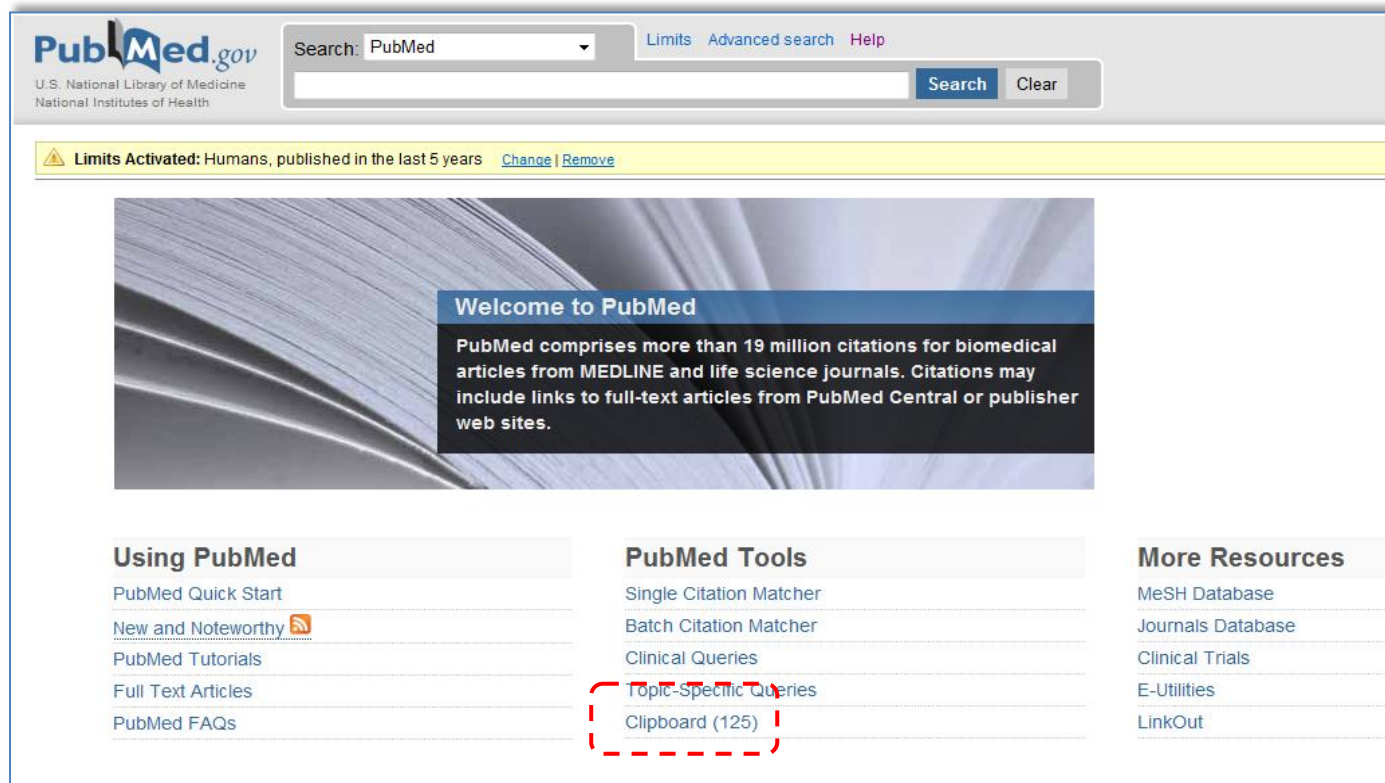 PubMed.gov
U.S. National Library of Medicine
National Institutes of Health
Search: PubMed
Limits Advanced search Help
Search Clear
Limits Activated: Humans, published in the last 5 years Change | Remove
Welcome to PubMed
PubMed comprises more than 19 million citations for biomedical
articles from MEDLINE and life science journals. Citations may
include links to full-text articles from PubMed Central or publisher
web sites.
Using PubMed
PubMed Quick Start
New and Noteworthy
PubMed Tutorials
Full Text Articles
PubMed FAQs
PubMed Tools
Single Citation Matcher
Batch Citation Matcher
Clinical Queries
Topic-Specific Queries
Clipboard (125)
More Resources
MeSH Database
Journals Database
Clinical Trials
E-Utilities
LinkOut